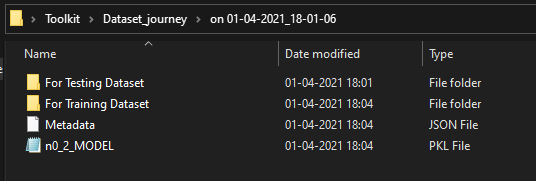 Toolkit > Dataset_journey > on 01-04-2021_18-01-06
Name Date modified Type
For Testing Dataset 01-04-2021 18:01 File folder
For Training Dataset 01-04-2021 18:04 File folder
Metadata 01-04-2021 18:04 JSON File
n0_2_MODEL 01-04-2021 18:04 PKL File